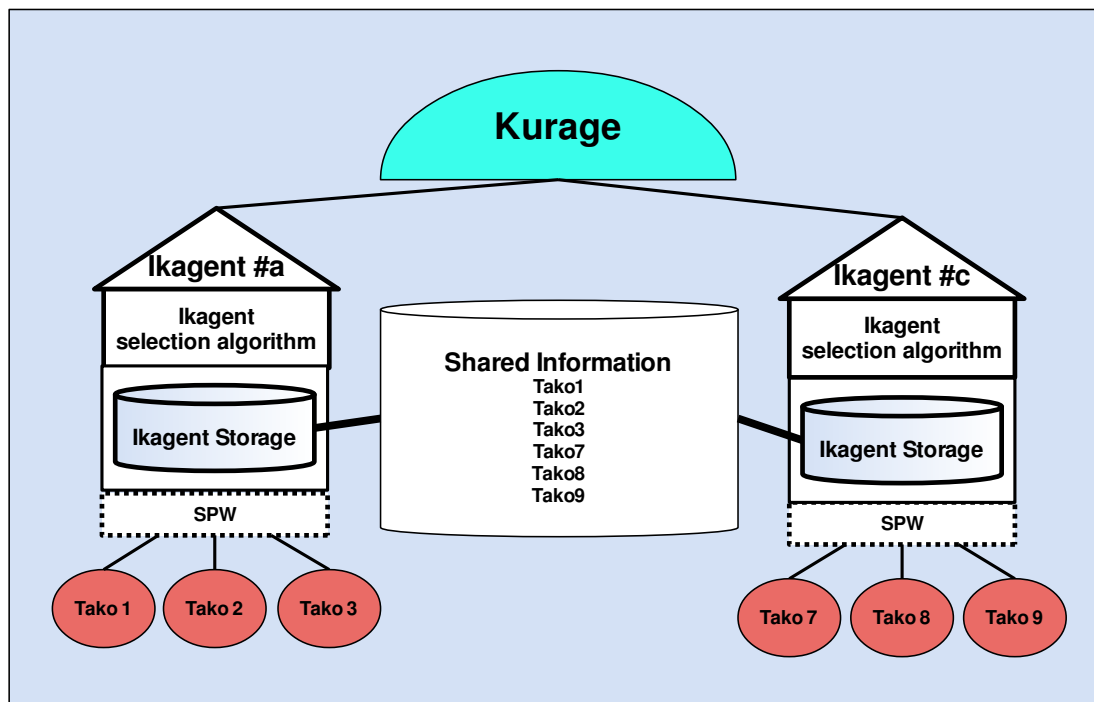 Kurage
Ikagent #a
Ikagent
selection algorithm
Ikagent Storage
SPW
Tako 1
Tako 2
Tako 3
Shared Information
Tako1
Tako2
Tako3
Tako7
Tako8
Tako9
Ikagent #c
Ikagent
selection algorithm
Ikagent Storage
SPW
Tako 7
Tako 8
Tako 9